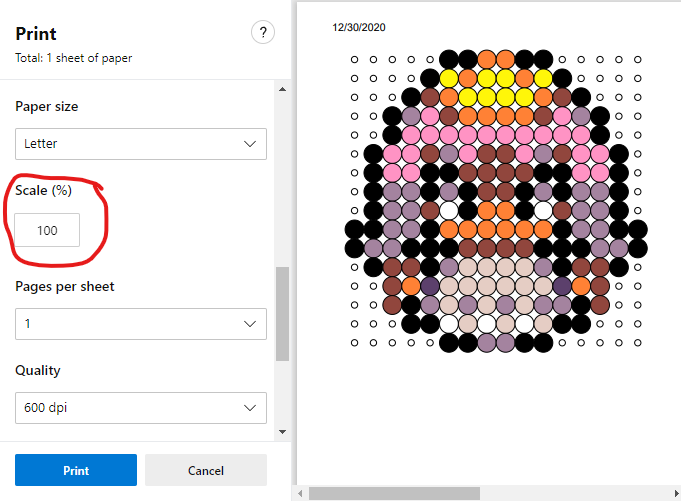 Print
?
Total: 1 sheet of paper
Paper size
Letter
Scale (%)
100
Pages per sheet
1
Quality
600 dpi
Print
Cancel
12/30/2020